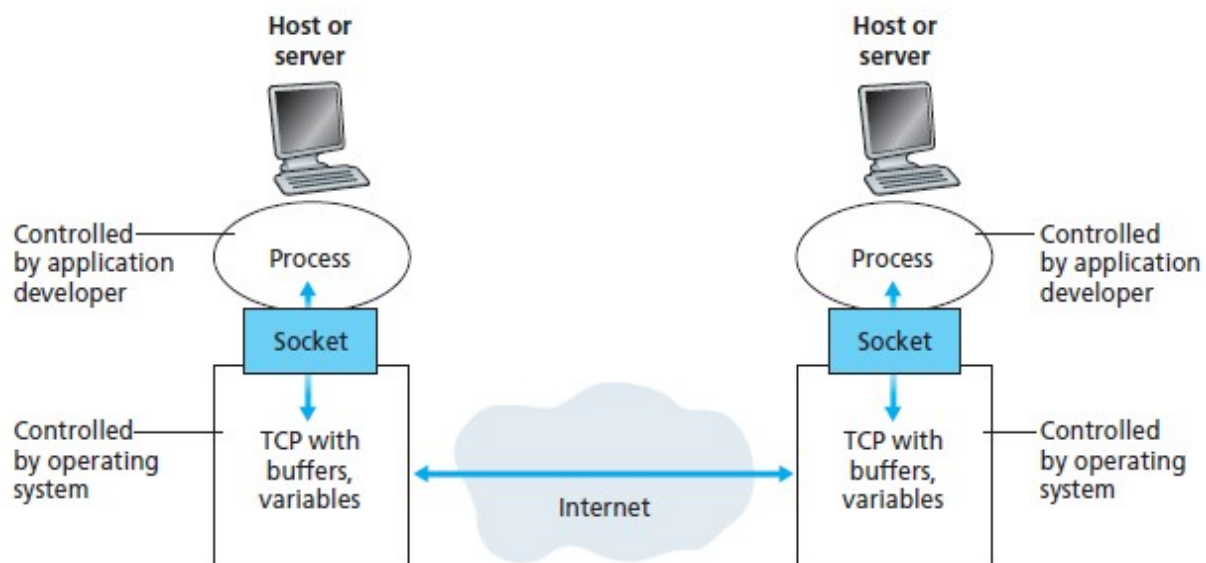 Host or
server
Host or
server
Controlled
by application
developer
Process
Process
Controlled
by application
developer
Socket
Socket
Controlled
by operating
system
TCP with
buffers,
variables
Internet
TCP with
buffers,
variables
Controlled
by operating
system